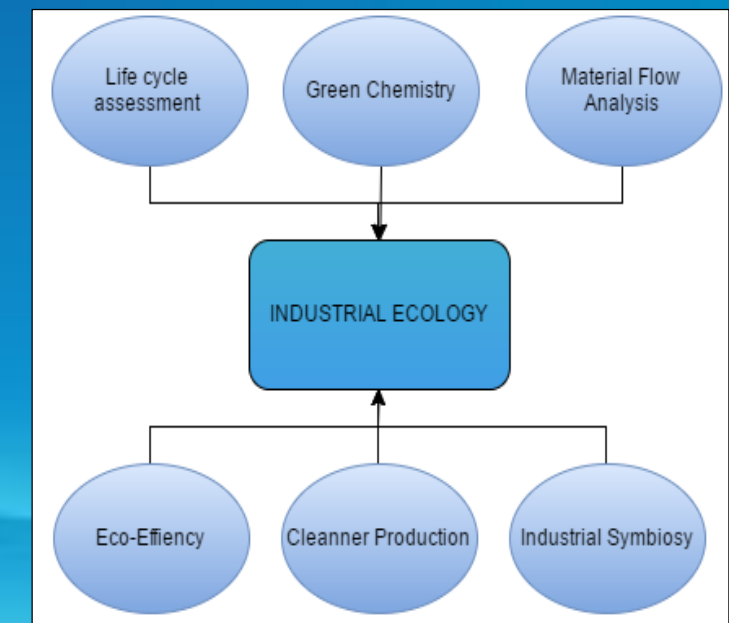 Life cycle
assessment
Green Chemistry
Material Flow
Analysis
INDUSTRIAL ECOLOGY
Eco-Effiency
Cleanner Production
Industrial Symbiosy